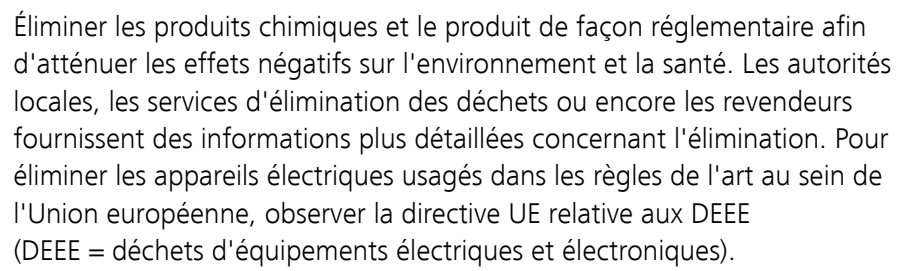 Éliminer les produits chimiques et le produit de façon réglementaire afin
d'atténuer les effets négatifs sur l'environnement et la santé. Les autorités
locales, les services d'élimination des déchets ou encore les revendeurs
fournissent des informations plus détaillées concernant l'élimination. Pour
éliminer les appareils électriques usagés dans les règles de l'art au sein de
l'Union européenne, observer la directive UE relative aux DEEE
(DEEE = déchets d'équipements électriques et électroniques).